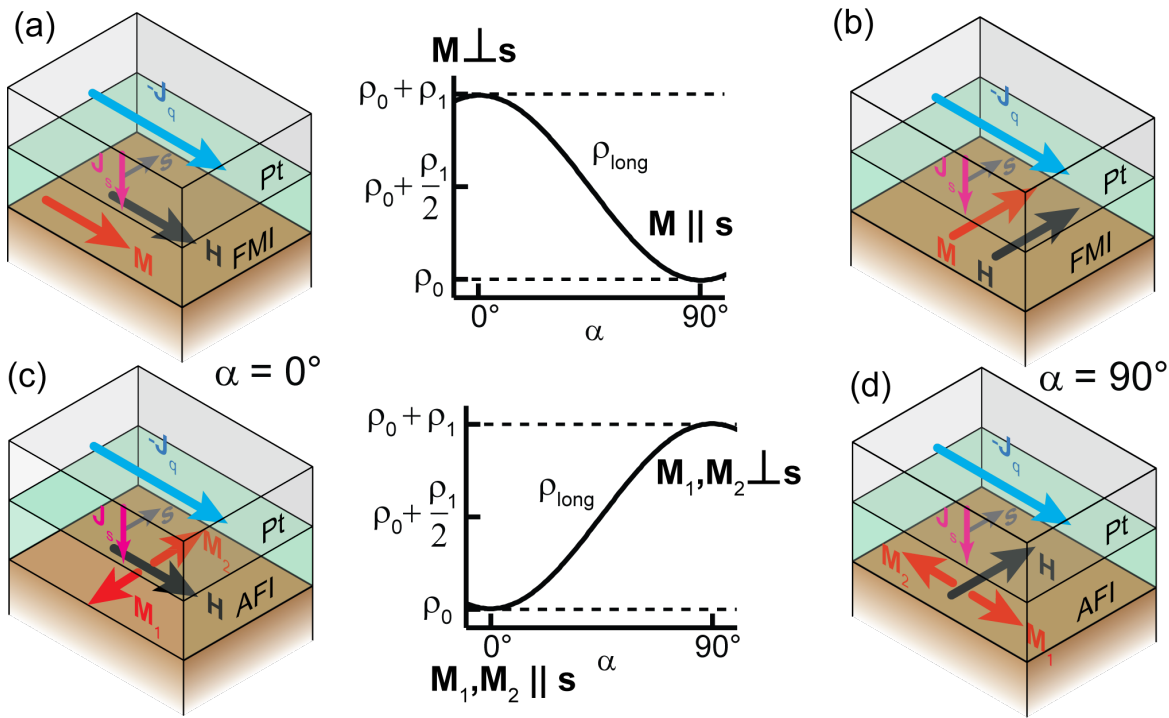 (a)
-J
q
J
s
s
Pt
M
H
FMI
M⊥s
ρ0 + ρ1
ρ0 + ρ1/2
ρ0
ρlong
M || s
0°
α
90°
(b)
-J
q
J
s
s
Pt
M
H
FMI
(c)
α = 0°
-J
q
J
s
s
Pt
M2
M1
H
AFI
ρ0 + ρ1
ρ0 + ρ1/2
ρ0
ρlong
M1,M2⊥s
0°
α
90°
M1,M2 || s
(d)
α = 90°
-J
q
J
s
s
Pt
M2
H
M1
AFI